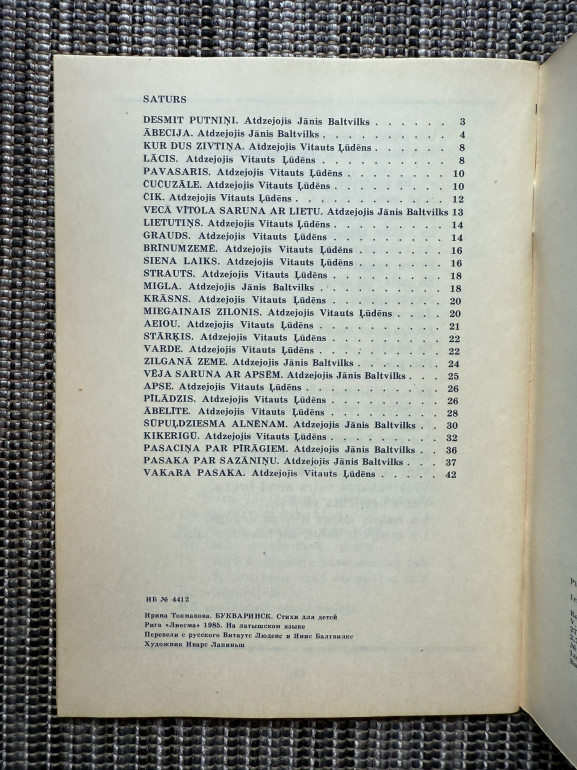 SATURS
DESMIT PUTNIŅI. Atdzejojis Jānis Baltvilks . . . . . . 3
ĀBECIJA. Atdzejojis Jānis Baltvilks . . . . . . . . . . 4
KUR DUS ZIVTIŅA. Atdzejojis Vitauts Ļūdēns . . . . . 8
LĀCIS. Atdzejojis Vitauts Ļūdēns . . . . . . . . . . . 8
PAVASARIS. Atdzejojis Vitauts Ļūdēns . . . . . . . . 10
CUCUZĀLE. Atdzejojis Vitauts Ļūdēns . . . . . . . . . 10
CIK. Atdzejojis Vitauts Ļūdēns . . . . . . . . . . . . 12
VECĀ VĪTOLA SARUNA AR LIETU. Atdzejojis Jānis Baltvilks 13
LIETUTIŅŠ. Atdzejojis Vitauts Ļūdēns . . . . . . . . . 14
GRAUDS. Atdzejojis Vitauts Ļūdēns . . . . . . . . . . 14
BRĪNUMZEMĒ. Atdzejojis Vitauts Ļūdēns . . . . . . . 16
SIENA LAIKS. Atdzejojis Vitauts Ļūdēns . . . . . . . 16
STRAUTS. Atdzejojis Vitauts Ļūdēns . . . . . . . . . 18
MIGLA. Atdzejojis Jānis Baltvilks . . . . . . . . . . 18
KRĀSNS. Atdzejojis Vitauts Ļūdēns . . . . . . . . . . 20
MIEGAINAIS ZILONIS. Atdzejojis Vitauts Ļūdēns . . . . 20
AEIOU. Atdzejojis Vitauts Ļūdēns . . . . . . . . . . . 21
STĀRĶIS. Atdzejojis Vitauts Ļūdēns . . . . . . . . . . 22
VARDE. Atdzejojis Vitauts Ļūdēns . . . . . . . . . . . 22
ZILGANĀ ZEME. Atdzejojis Jānis Baltvilks . . . . . . . 24
VĒJA SARUNA AR APSĒM. Atdzejojis Jānis Baltvilks . . . 25
APSE. Atdzejojis Vitauts Ļūdēns . . . . . . . . . . . 26
PĪLĀDZIS. Atdzejojis Vitauts Ļūdēns . . . . . . . . . 26
ĀBELĪTE. Atdzejojis Vitauts Ļūdēns . . . . . . . . . . 28
ŠŪPUĻDZIESMA ALNĒNAM. Atdzejojis Jānis Baltvilks . . 30
KIKERIGŪ. Atdzejojis Vitauts Ļūdēns . . . . . . . . . 32
PASACIŅA PAR PĪRĀGIEM. Atdzejojis Jānis Baltvilks . . 36
PASAKA PAR SAZĀNIŅU. Atdzejojis Jānis Baltvilks . . . 37
VAKARA PASAKA. Atdzejojis Vitauts Ļūdēns . . . . . 42
ИБ № 4412
Ирина Токмакова. БУКВАРИНСК. Стихи для детей
Рига «Лиесма» 1985. На латышском языке
Перевели с русского Витаутс Люденс и Янис Балтвилкс
Художник Иварс Лапиньш